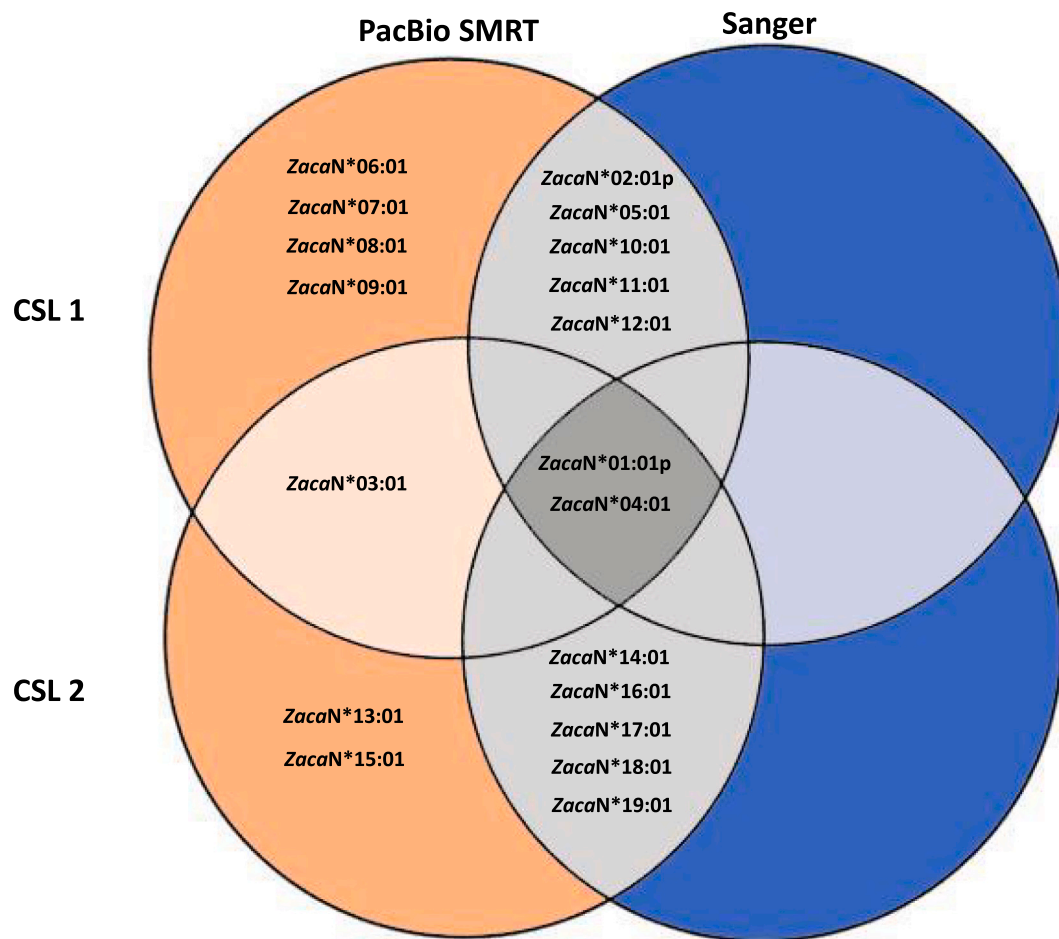 PacBio SMRT
Sanger
CSL 1
ZacaN*06:01
ZacaN*07:01
ZacaN*08:01
ZacaN*09:01
ZacaN*02:01p
ZacaN*05:01
ZacaN*10:01
ZacaN*11:01
ZacaN*12:01
ZacaN*03:01
ZacaN*01:01p
ZacaN*04:01
CSL 2
ZacaN*13:01
ZacaN*15:01
ZacaN*14:01
ZacaN*16:01
ZacaN*17:01
ZacaN*18:01
ZacaN*19:01